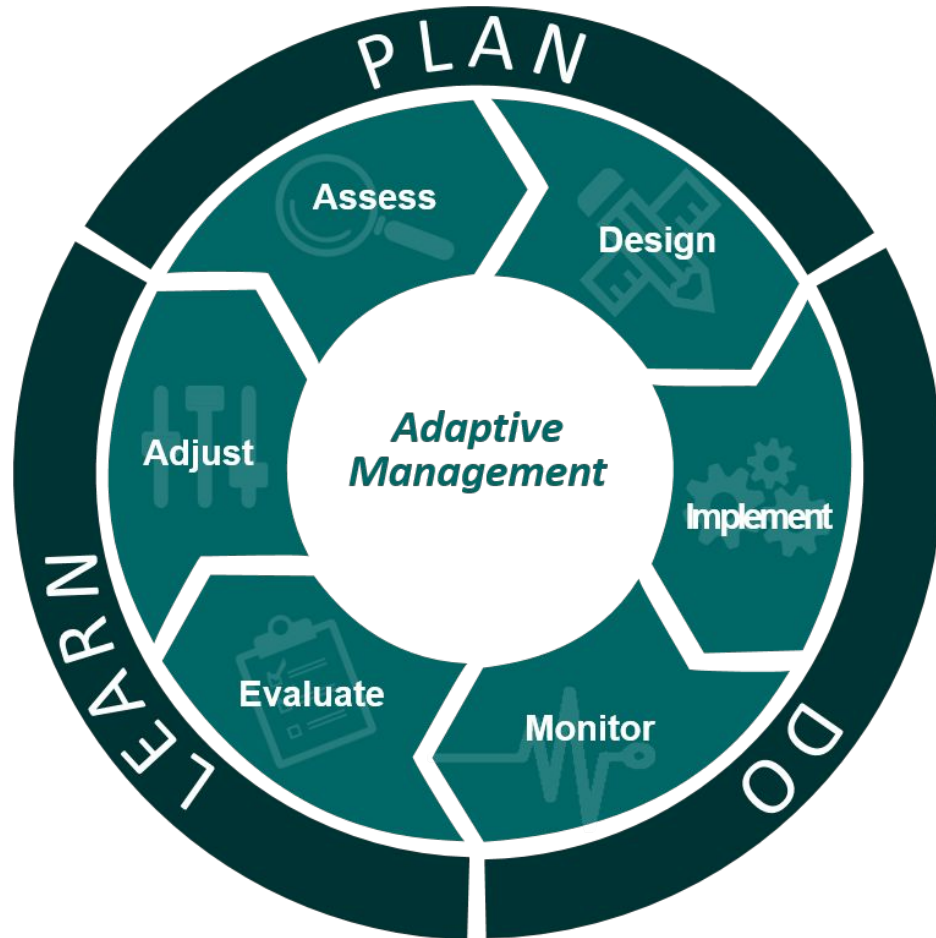 PLAN
Assess
Design
Adjust
Adaptive
Management
Implement
LEARN
Evaluate
Monitor
DO